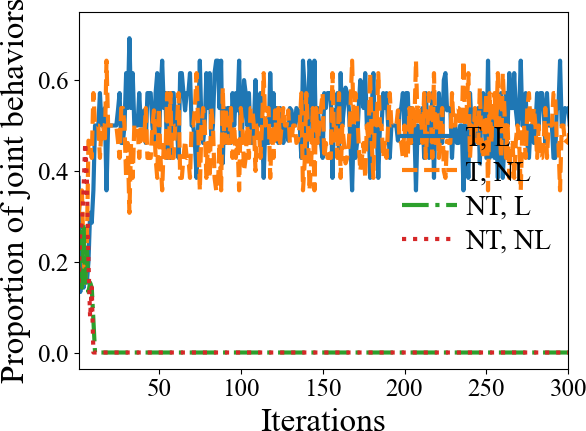 Proportion of joint behaviors
0.6
0.4
0.2
0.0
T, L
T, NL
NT, L
NT, NL
50 100 150 200 250 300
Iterations